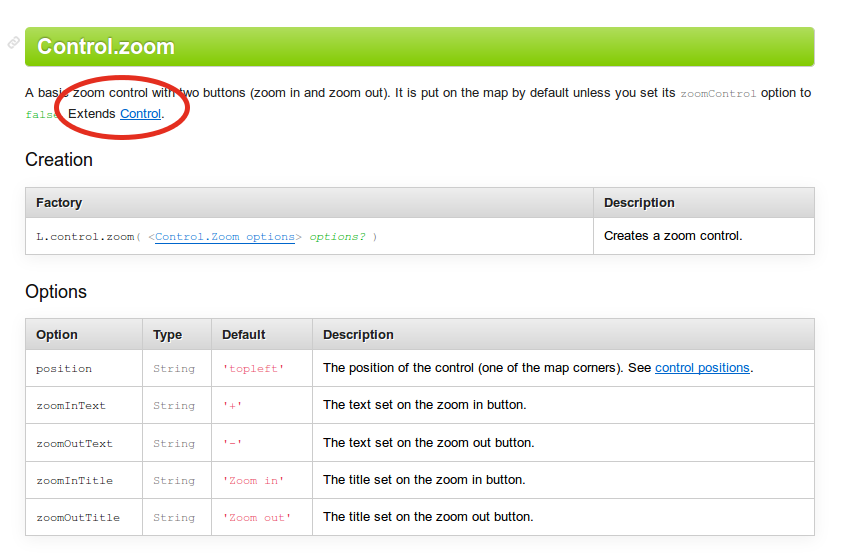 Control.zoom
A basic zoom control with two buttons (zoom in and zoom out). It is put on the map by default unless you set its zoomControl option to
false. Extends Control.
Creation
Factory Description
L.control.zoom( <Control.Zoom options> options? ) Creates a zoom control.
Options
Option Type Default Description
position String 'topleft' The position of the control (one of the map corners). See control positions.
zoomInText String '+' The text set on the zoom in button.
zoomOutText String '-' The text set on the zoom out button.
zoomInTitle String 'Zoom in' The title set on the zoom in button.
zoomOutTitle String 'Zoom out' The title set on the zoom out button.